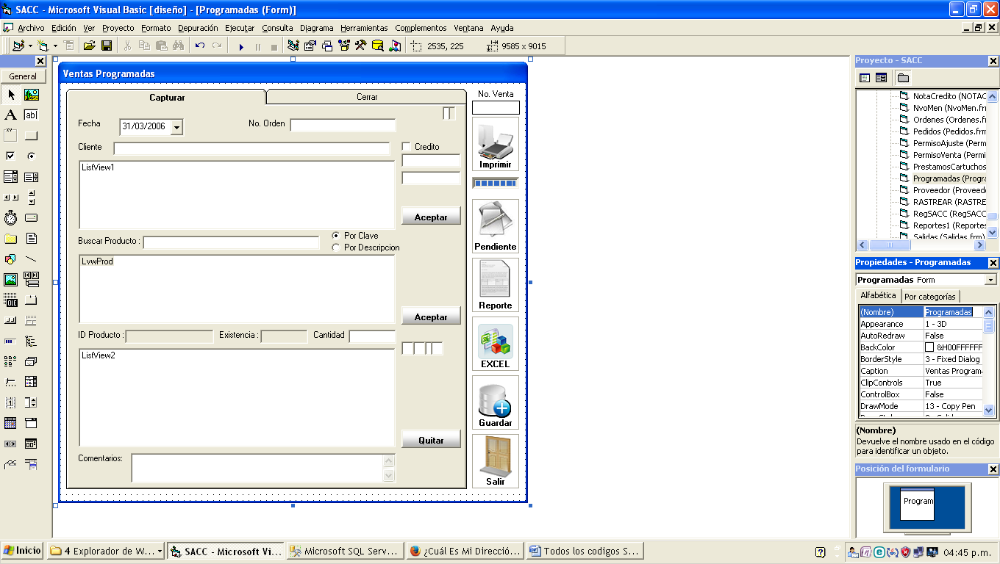 SACC - Microsoft Visual Basic [diseño] - [Programadas (Form)]
Archivo Edición Ver Proyecto Formato Depuración Ejecutar Consulta Diagrama Herramientas Complementos Ventana Ayuda
2535, 225 9585 x 9015
General
A ab|
xv
OLE
Ventas Programadas
Capturar Cerrar
No. Venta
Fecha 31/03/2006 No. Orden
Cliente Credito
Imprimir
ListView1
Aceptar
Pendiente
Buscar Producto : Por Clave
Por Descripcion
LvwProd
Reporte
Aceptar
ID Producto : Existencia : Cantidad
EXCEL
ListView2
Guardar
Quitar
Comentarios:
Salir
Proyecto - SACC
NotaCredito (NOTAC
NvoMen (NvoMen.frm
Ordenes (Ordenes.frm
Pedidos (Pedidos.frm
PermisoAjuste (Permi
PermisoVenta (Permi
PrestamosCartuchos
Programadas (Progra
Proveedor (Proveedo
RASTREAR (RASTRE
RegSACC (RegSACC
Reportes1 (Reportes
Salidas (Salidas.frm)
Propiedades - Programadas
Programadas Form
Alfabética Por categorías
(Nombre) Programadas
Appearance 1 - 3D
AutoRedraw False
BackColor &H00FFFFFF
BorderStyle 3 - Fixed Dialog
Caption Ventas Programa
ClipControls True
ControlBox False
DrawMode 13 - Copy Pen
(Nombre)
Devuelve el nombre usado en el código
para identificar un objeto.
Posición del formulario
Program
Inicio 4 Explorador de W... SACC - Microsoft Vi... Microsoft SQL Serv... ¿Cuál Es Mi Direcció... Todos los codigos S... 04:45 p.m.